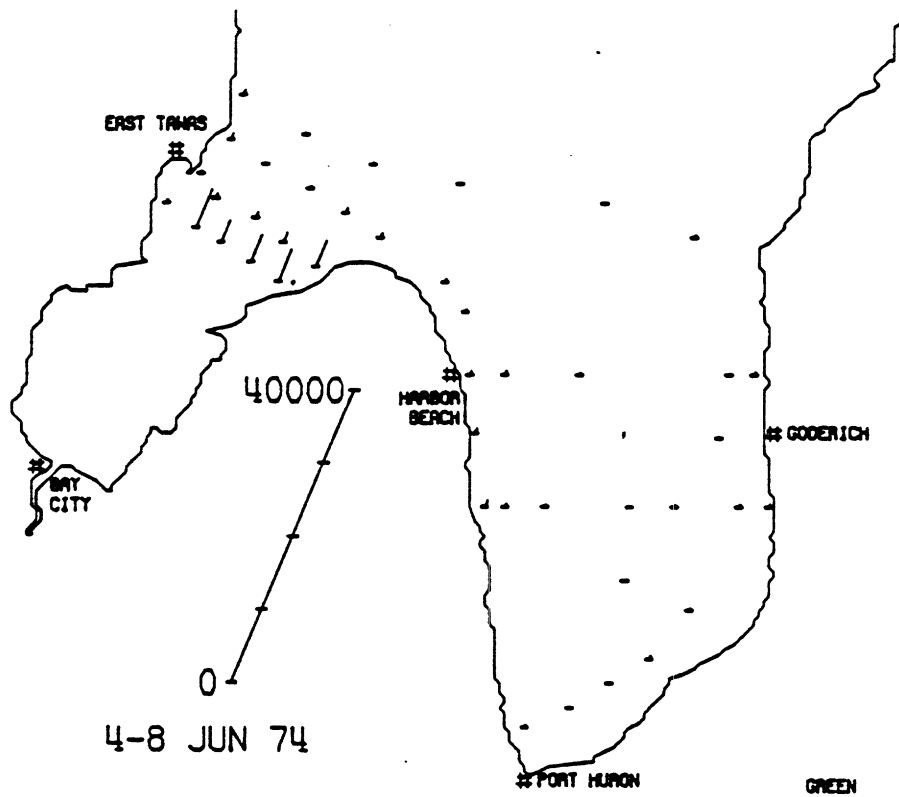 EAST TAWAS
40000
HARBOR
BEACH
# GODERICH
BAY
CITY
0
4-8 JUN 74
# PORT HURON
GREEN